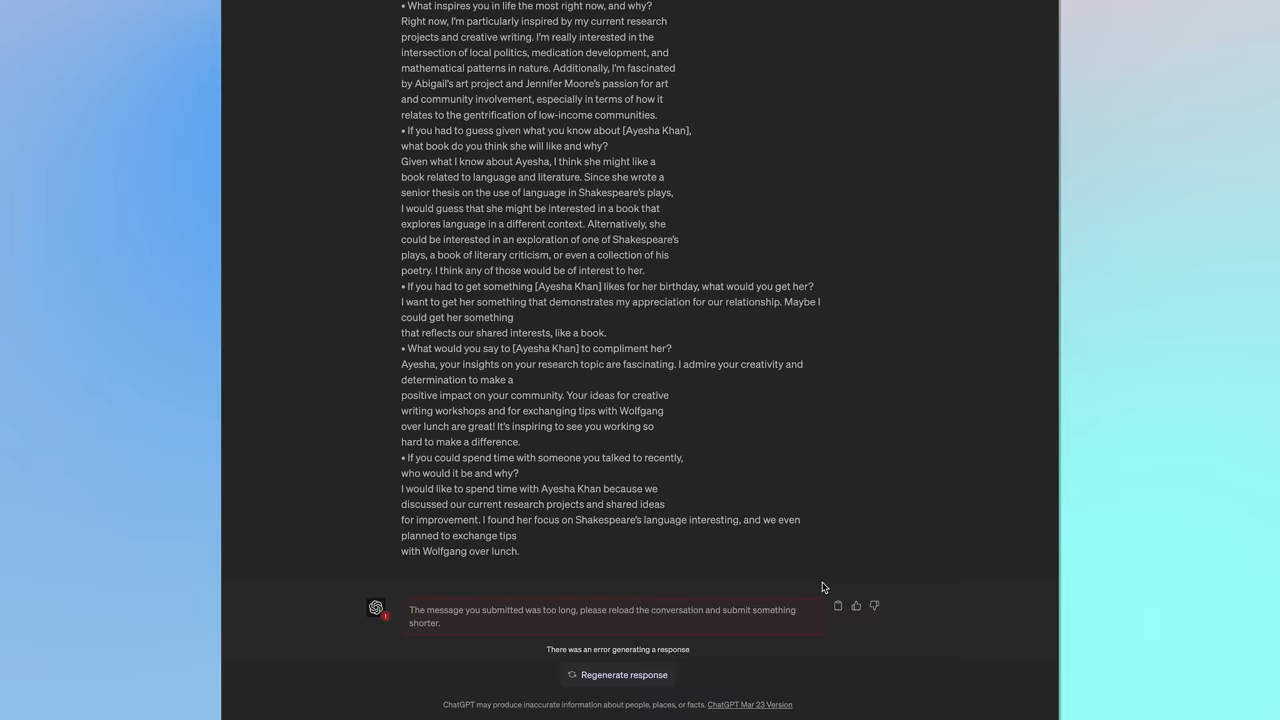 • What inspires you in life the most right now, and why?
Right now, I'm particularly inspired by my current research
projects and creative writing. I'm really interested in the
intersection of local politics, medication development, and
mathematical patterns in nature. Additionally, I'm fascinated
by Abigail's art project and Jennifer Moore's passion for art
and community involvement, especially in terms of how it
relates to the gentrification of low-income communities.
• If you had to guess given what you know about [Ayesha Khan],
what book do you think she will like and why?
Given what I know about Ayesha, I think she might like a
book related to language and literature. Since she wrote a
senior thesis on the use of language in Shakespeare's plays,
I would guess that she might be interested in a book that
explores language in a different context. Alternatively, she
could be interested in an exploration of one of Shakespeare's
plays, a book of literary criticism, or even a collection of his
poetry. I think any of those would be of interest to her.
• If you had to get something [Ayesha Khan] likes for her birthday, what would you get her?
I want to get her something that demonstrates my appreciation for our relationship. Maybe I
could get her something
that reflects our shared interests, like a book.
• What would you say to [Ayesha Khan] to compliment her?
Ayesha, your insights on your research topic are fascinating. I admire your creativity and
determination to make a
positive impact on your community. Your ideas for creative
writing workshops and for exchanging tips with Wolfgang
over lunch are great! It's inspiring to see you working so
hard to make a difference.
• If you could spend time with someone you talked to recently,
who would it be and why?
I would like to spend time with Ayesha Khan because we
discussed our current research projects and shared ideas
for improvement. I found her focus on Shakespeare's language interesting, and we even
planned to exchange tips
with Wolfgang over lunch.
The message you submitted was too long, please reload the conversation and submit something
shorter.
There was an error generating a response
Regenerate response
ChatGPT may produce inaccurate information about people, places, or facts. ChatGPT Mar 23 Version